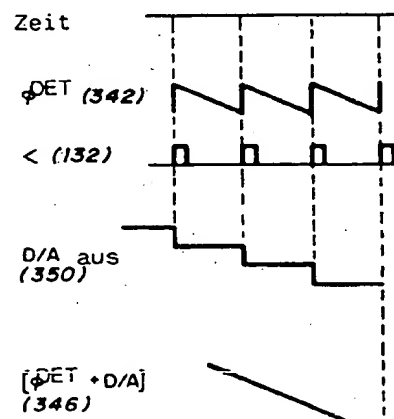 Zeit
φDET (342)
< (132)
D/A aus
(350)
[φDET + D/A]
(346)